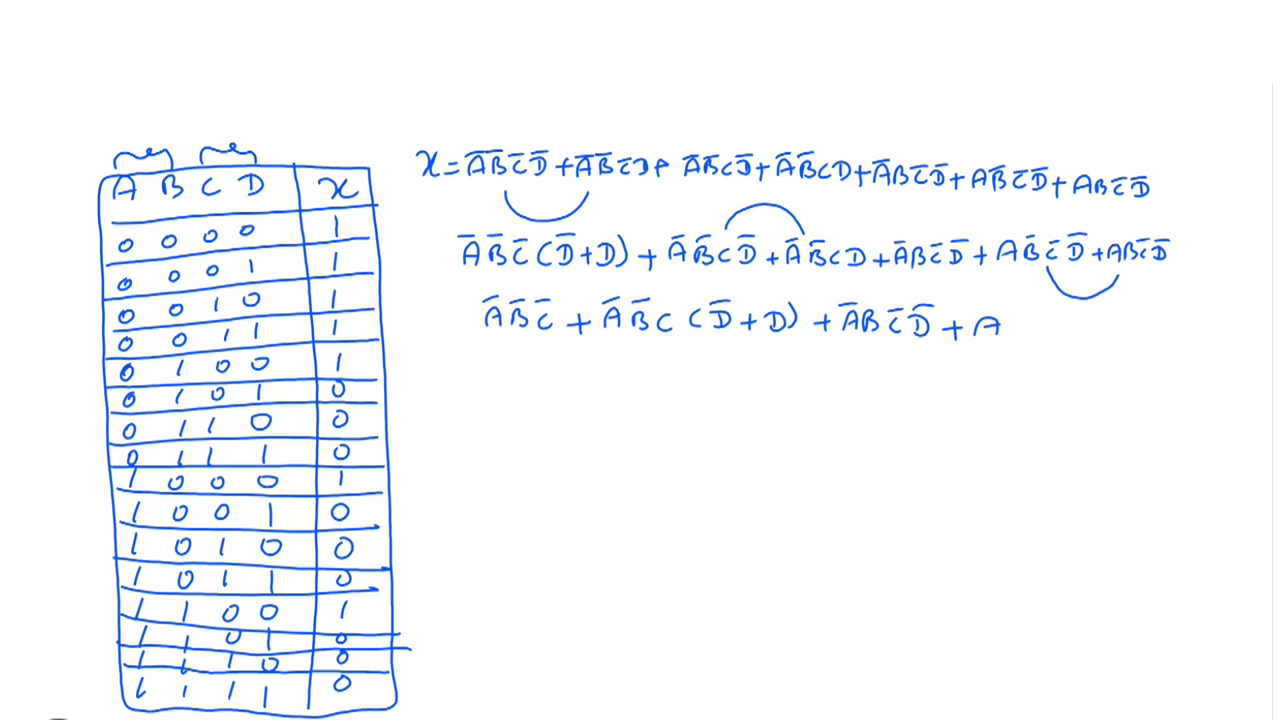 A B C D x
0 0 0 0 1
0 0 0 1 1
0 0 1 0 1
0 0 1 1 1
0 1 0 0 1
0 1 0 1 0
0 1 1 0 0
0 1 1 1 0
1 0 0 0 1
1 0 0 1 0
1 0 1 0 0
1 0 1 1 0
1 1 0 0 1
1 1 0 1 0
1 1 1 0 0
1 1 1 1 0
x = A̅B̅C̅D̅ + A̅B̅C̅D + A̅B̅CD̅ + A̅B̅CD + A̅BC̅D̅ + AB̅C̅D̅ + ABC̅D̅
A̅B̅C̅(D̅+D) + A̅B̅CD̅ + A̅B̅CD + A̅BC̅D̅ + AB̅C̅D̅ + ABC̅D̅
A̅B̅C̅ + A̅B̅C(D̅+D) + A̅BC̅D̅ + A